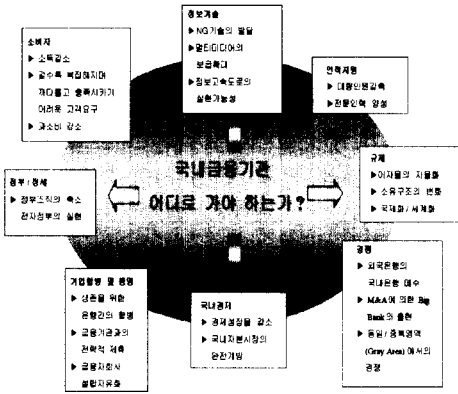 소비자
▶ 소득감소
▶ 갈수록 복잡해지며
까다롭고 충족시키기
어려운 고객요구
▶ 과소비 감소
정보기술
▶ NG기술의 발달
▶ 멀티미디어의
보급확대
▶ 정보고속도로의
실현가능성
인적자원
▶ 대량인원감축
▶ 전문인력 양성
국내금융기관
어디로 가야 하는가?
정부 / 정세
▶ 정부조직의 축소
전자정부의 실현
규제
▶ 이자율의 자율화
▶ 소유구조의 변화
▶ 국제화 / 세계화
기업합병 및
▶ 생존을 위한
은행간의 합병
▶ 금융기관과의
전략적 제휴
▶ 금융자회사
설립자유화
국내경제
▶ 경제성장율 감소
▶ 국내자본시장의
완전개방
경쟁
▶ 외국은행의
국내은행 매수
▶ M&A에 의한 Big
Bank의 출현
▶ 동일 / 중복영역
(Gray Area) 에서의
경쟁